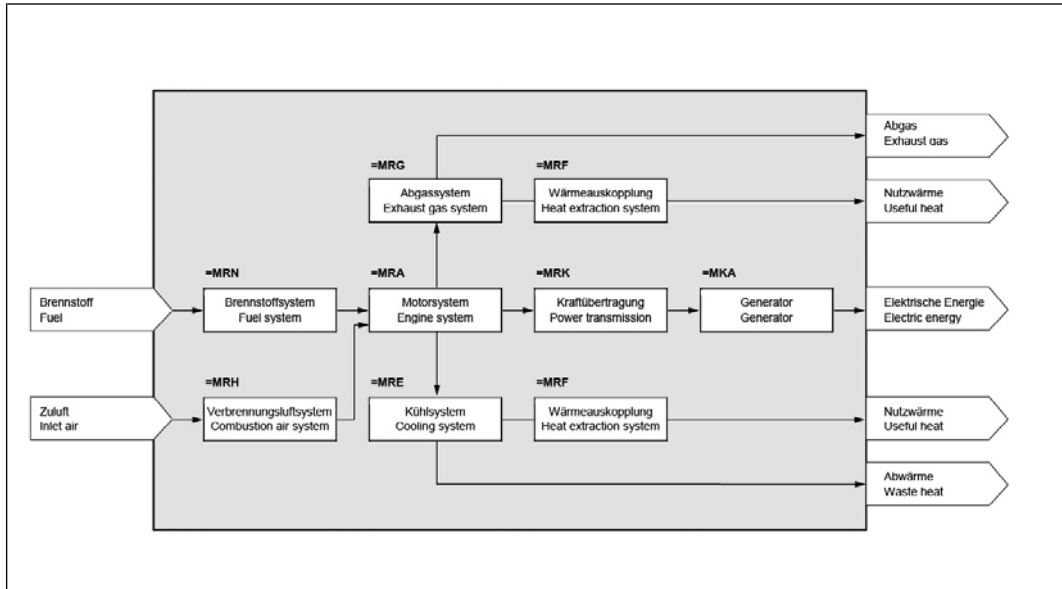 Abgas
Exhaust gas
=MRG
=MRF
Abgassystem
Exhaust gas system
Wärmeauskopplung
Heat extraction system
Nutzwärme
Useful heat
=MRN
=MRA
=MRK
=MKA
Brennstoff
Fuel
Brennstoffsystem
Fuel system
Motorsystem
Engine system
Kraftübertragung
Power transmission
Generator
Generator
Elektrische Energie
Electric energy
=MRH
=MRE
=MRF
Zuluft
Inlet air
Verbrennungsluftsystem
Combustion air system
Kühlsystem
Cooling system
Wärmeauskopplung
Heat extraction system
Nutzwärme
Useful heat
Abwärme
Waste heat